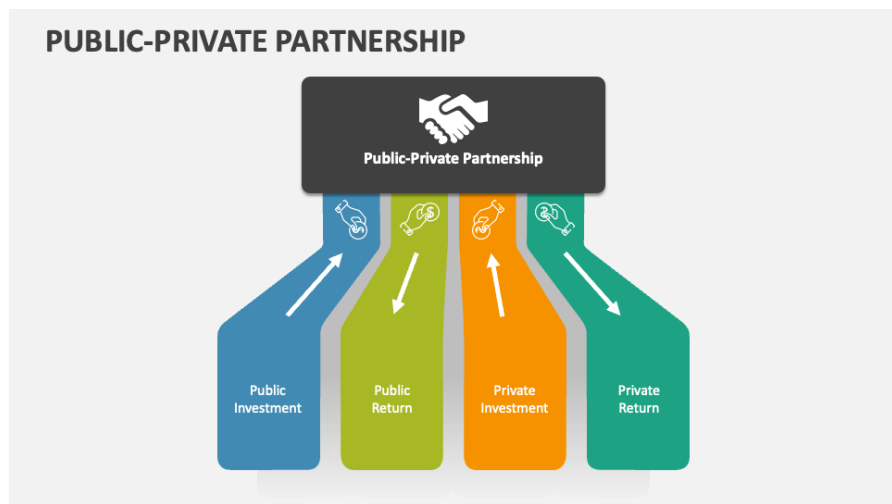 PUBLIC-PRIVATE PARTNERSHIP
Public-Private Partnership
Public
Investment
Public
Return
Private
Investment
Private
Return